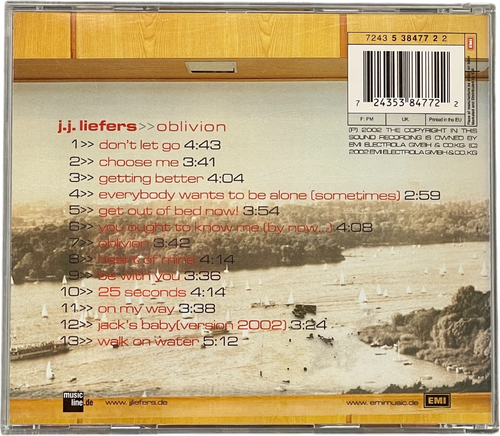 7243 5 38477 2 2
EMI
7 24353 84772 2
F: PM UK Printed in the EU
(P) 2002 THE COPYRIGHT IN THIS
SOUND RECORDING IS OWNED BY
EMI ELECTROLA GMBH & CO.KG. (C)
2002 EMI ELECTROLA GMBH & CO.KG
j.j. liefers>>oblivion
1>> don't let go 4:43
2>> choose me 3:41
3>> getting better 4:04
4>> everybody wants to be alone (sometimes) 2:59
5>> get out of bed now! 3:54
6>> you ought to know me (by now...) 4:08
7>> oblivion 3:42
8>> heart of mine 4:14
9>> be with you 3:36
10>> 25 seconds 4:14
11>> on my way 3:38
12>> jack's baby(version 2002) 3:24
13>> walk on water 5:12
music
line.de
www.jjliefers.de
www.emimusic.de
EMI